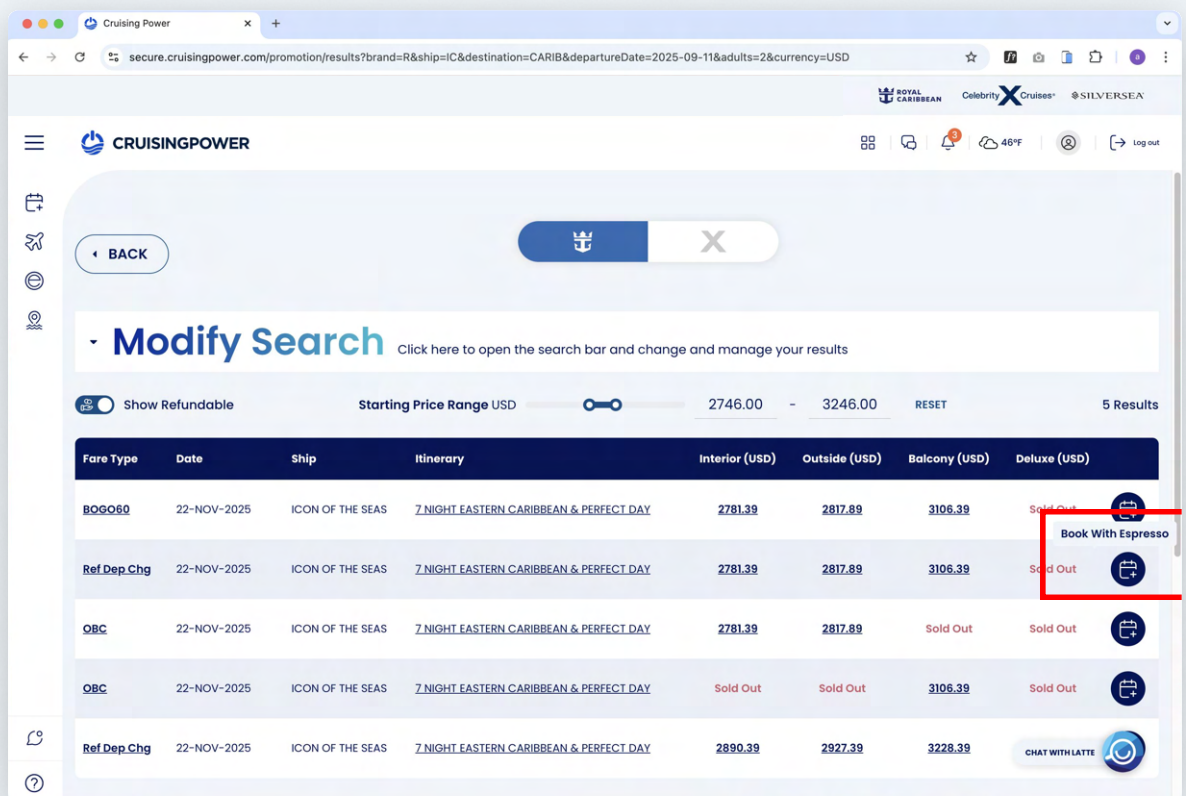 Cruising Power
secure.cruisingpower.com/promotion/results?brand=R&ship=IC&destination=CARIB&departureDate=2025-09-11&adults=2&currency=USD
a
ROYAL CARIBBEAN Celebrity X Cruises® SILVERSEA
CRUISINGPOWER 3 46°F Log out
BACK X
Modify Search Click here to open the search bar and change and manage your results
Show Refundable Starting Price Range USD 2746.00 - 3246.00 RESET 5 Results
Fare Type Date Ship Itinerary Interior (USD) Outside (USD) Balcony (USD) Deluxe (USD)
BOGO60 22-NOV-2025 ICON OF THE SEAS 7 NIGHT EASTERN CARIBBEAN & PERFECT DAY 2781.39 2817.89 3106.39 Sold Out
Book With Espresso
Ref Dep Chg 22-NOV-2025 ICON OF THE SEAS 7 NIGHT EASTERN CARIBBEAN & PERFECT DAY 2781.39 2817.89 3106.39 Sold Out
OBC 22-NOV-2025 ICON OF THE SEAS 7 NIGHT EASTERN CARIBBEAN & PERFECT DAY 2781.39 2817.89 Sold Out Sold Out
OBC 22-NOV-2025 ICON OF THE SEAS 7 NIGHT EASTERN CARIBBEAN & PERFECT DAY Sold Out Sold Out 3106.39 Sold Out
Ref Dep Chg 22-NOV-2025 ICON OF THE SEAS 7 NIGHT EASTERN CARIBBEAN & PERFECT DAY 2890.39 2927.39 3228.39 CHAT WITH LATTE